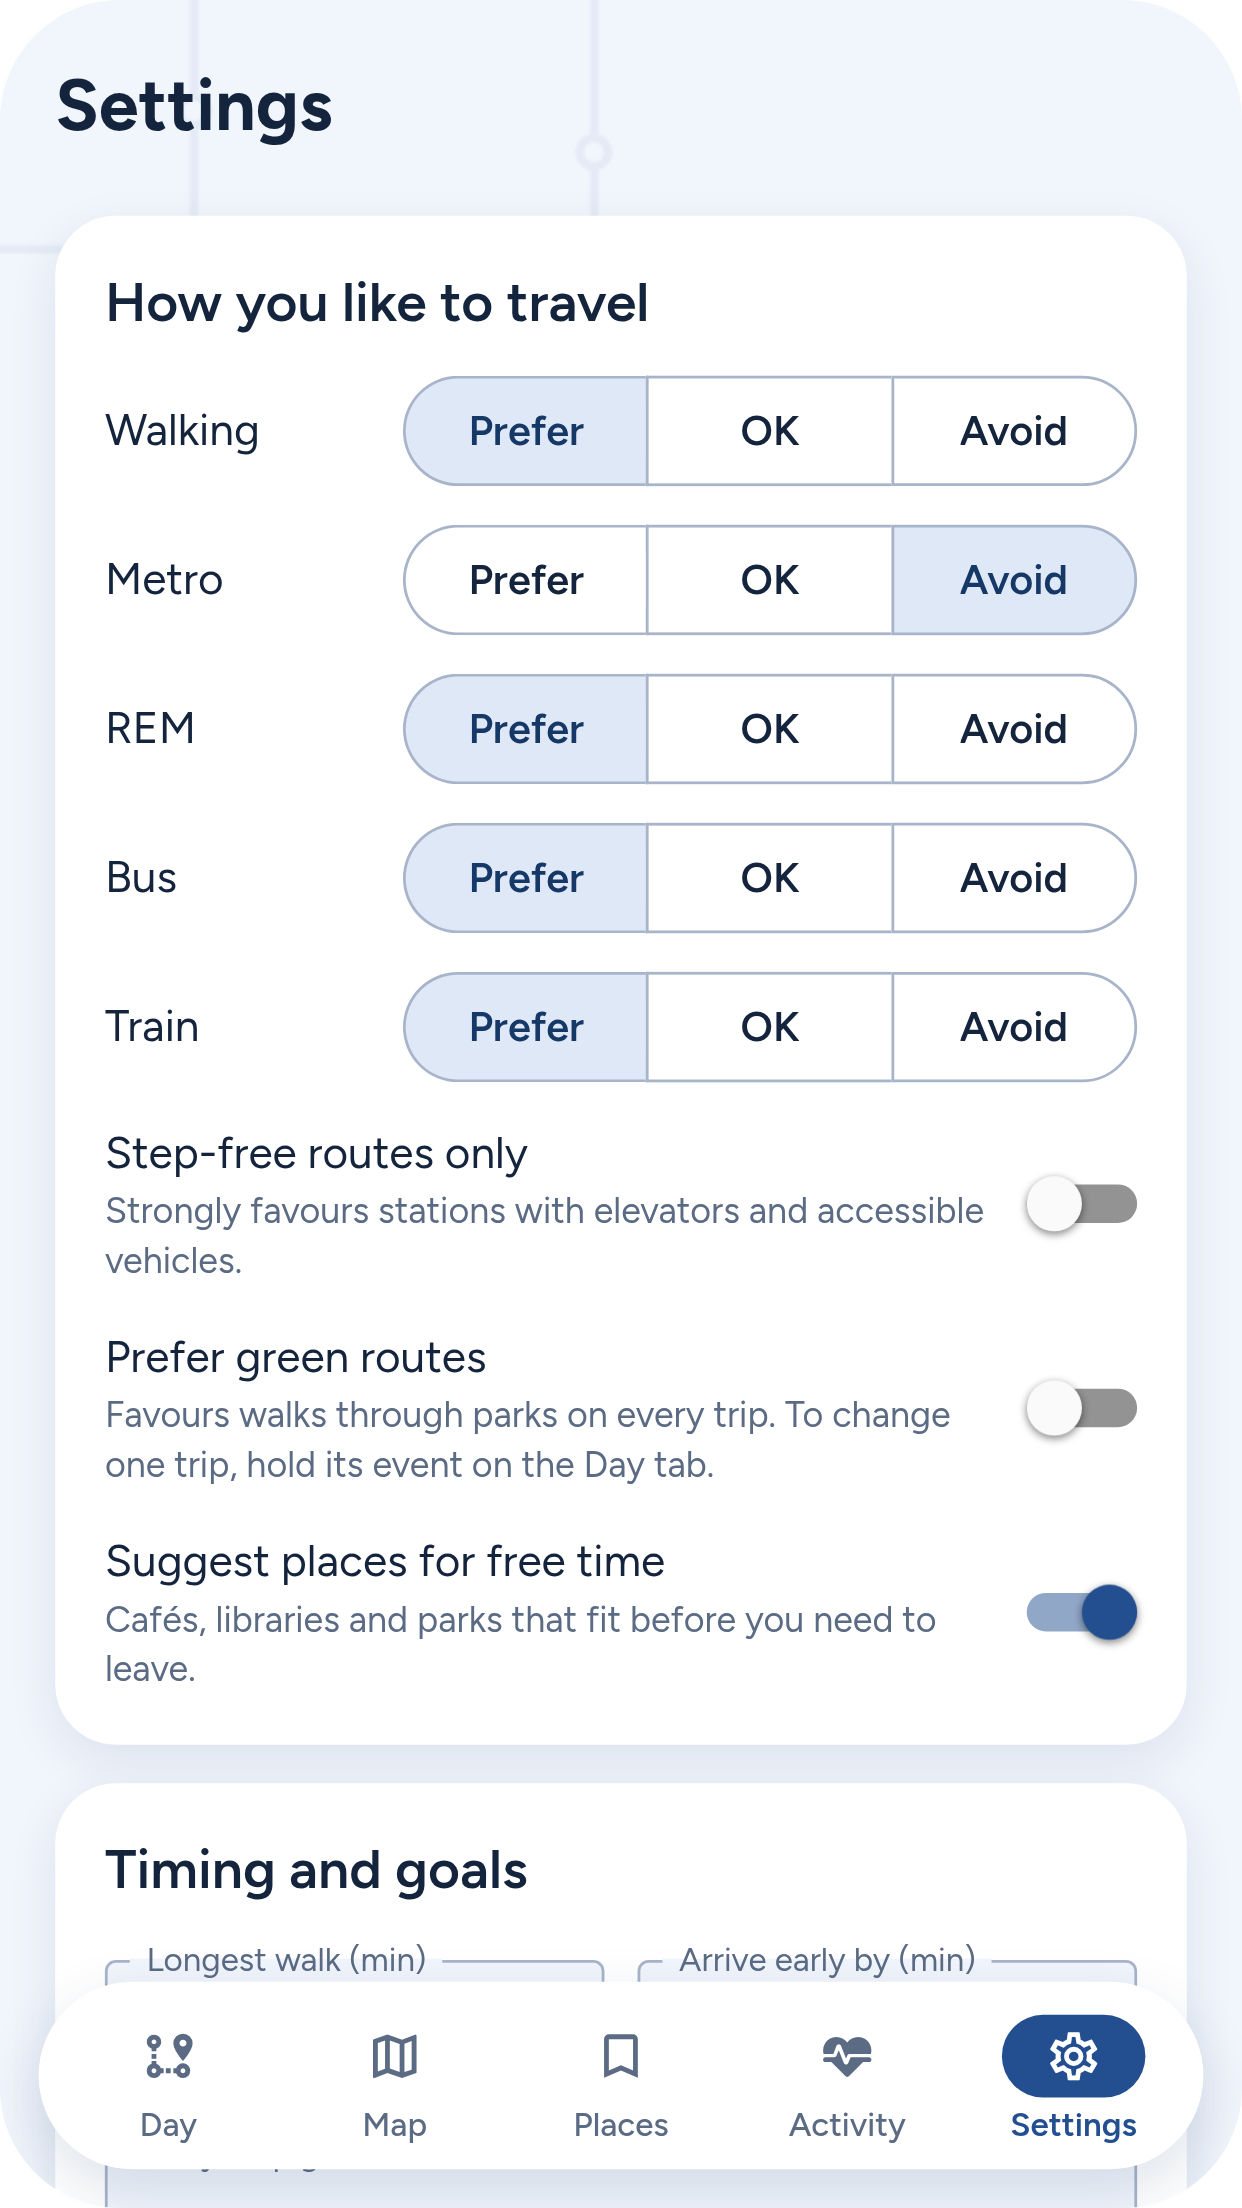 Settings
How you like to travel
Walking Prefer OK Avoid
Metro Prefer OK Avoid
REM Prefer OK Avoid
Bus Prefer OK Avoid
Train Prefer OK Avoid
Step-free routes only
Strongly favours stations with elevators and accessible
vehicles.
Prefer green routes
Favours walks through parks on every trip. To change
one trip, hold its event on the Day tab.
Suggest places for free time
Cafés, libraries and parks that fit before you need to
leave.
Timing and goals
Longest walk (min) Arrive early by (min)
Day Map Places Activity Settings